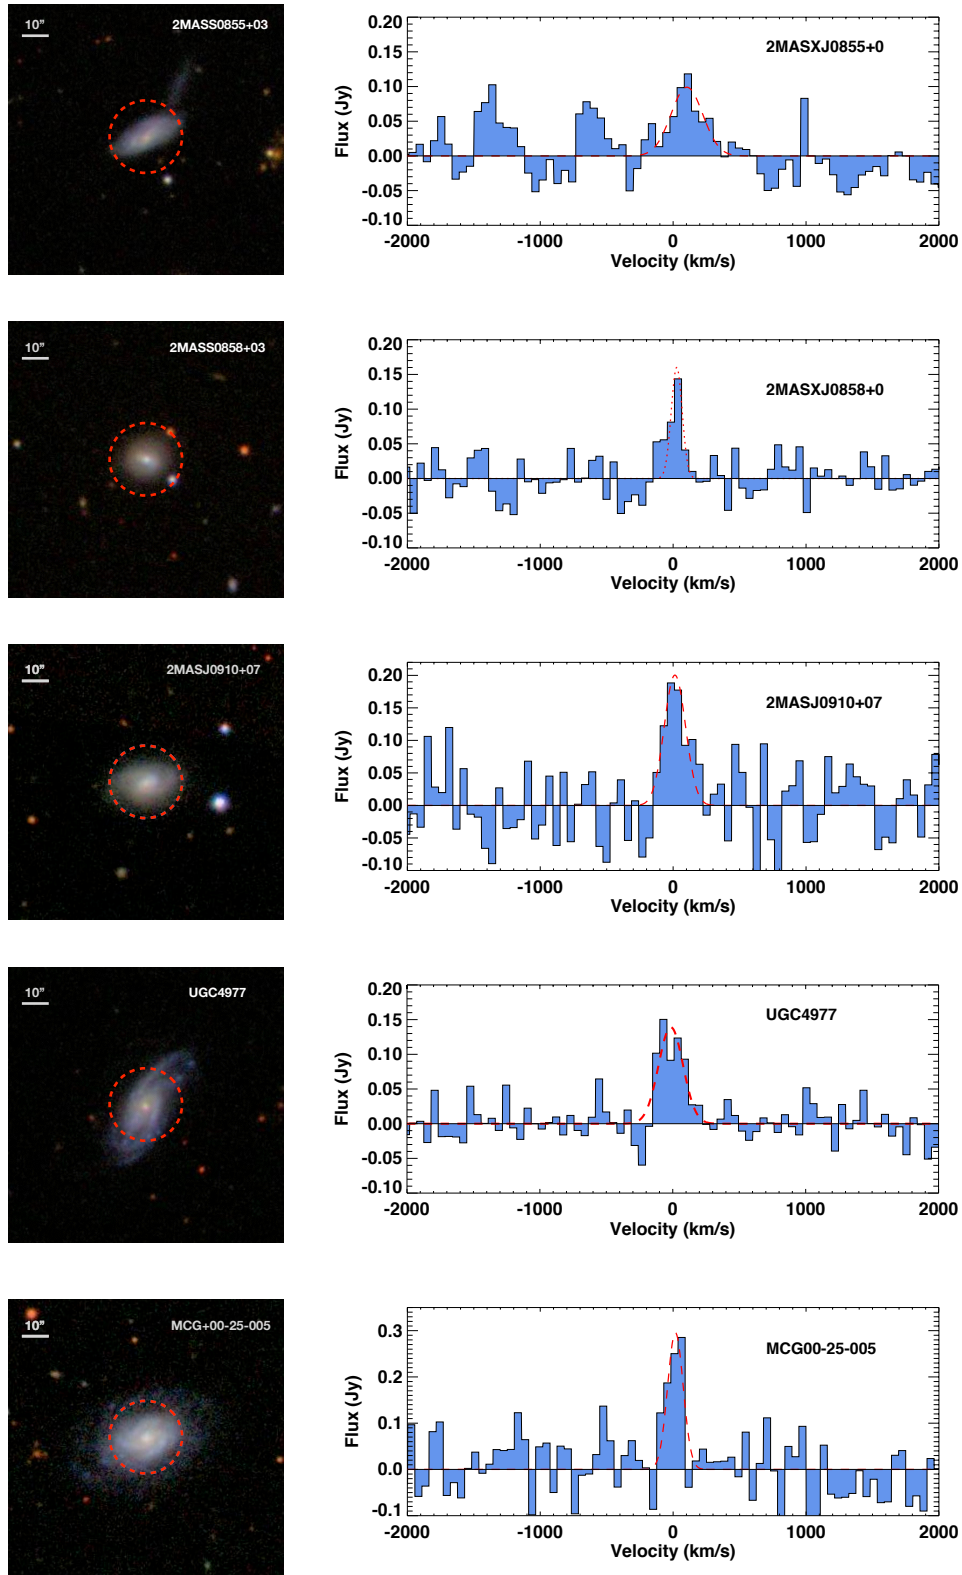 10" 2MASS0855+03
2MASXJ0855+0
0.20
0.15
0.10
0.05
0.00
-0.05
-0.10
Flux (Jy)
-2000 -1000 0 1000 2000
Velocity (km/s)
10" 2MASS0858+03
2MASXJ0858+0
0.20
0.15
0.10
0.05
0.00
-0.05
-0.10
Flux (Jy)
-2000 -1000 0 1000 2000
Velocity (km/s)
10" 2MASJ0910+07
2MASJ0910+07
0.20
0.15
0.10
0.05
0.00
-0.05
-0.10
Flux (Jy)
-2000 -1000 0 1000 2000
Velocity (km/s)
10" UGC4977
UGC4977
0.20
0.15
0.10
0.05
0.00
-0.05
-0.10
Flux (Jy)
-2000 -1000 0 1000 2000
Velocity (km/s)
10" MCG+00-25-005
MCG00-25-005
0.3
0.2
0.1
0.0
-0.1
Flux (Jy)
-2000 -1000 0 1000 2000
Velocity (km/s)